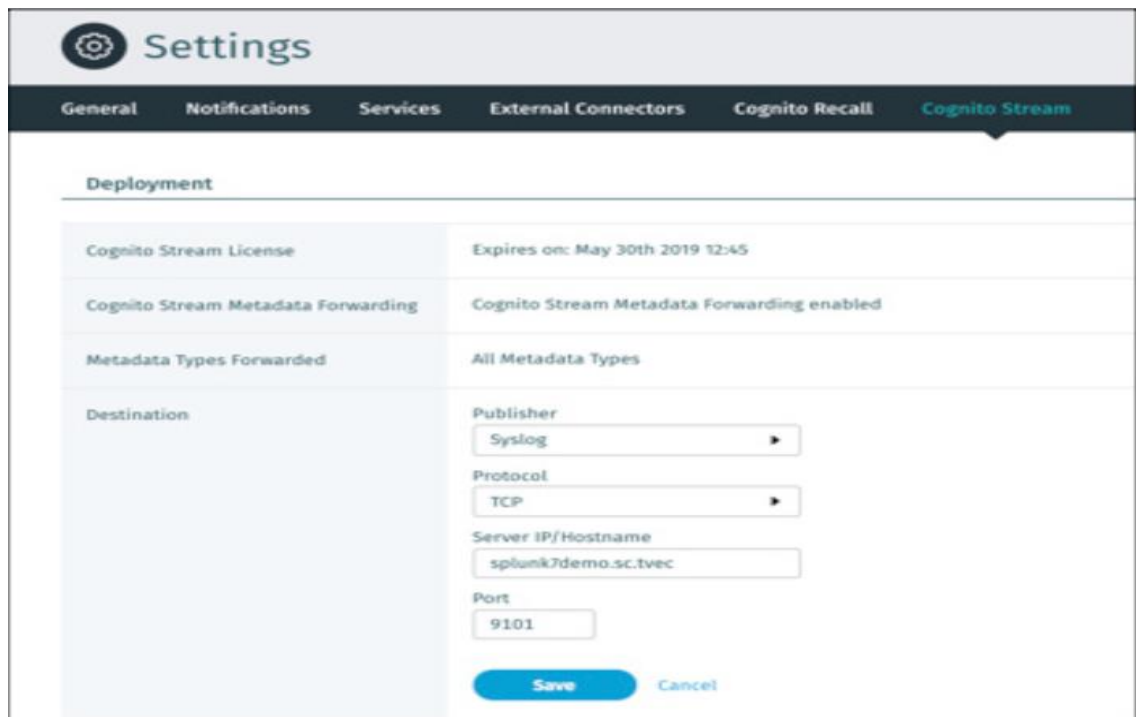 Settings
General Notifications Services External Connectors Cognito Recall Cognito Stream
Deployment
Cognito Stream License Expires on: May 30th 2019 12:45
Cognito Stream Metadata Forwarding Cognito Stream Metadata Forwarding enabled
Metadata Types Forwarded All Metadata Types
Destination Publisher
Syslog
Protocol
TCP
Server IP/Hostname
splunk7demo.sc.tvec
Port
9101
Save Cancel